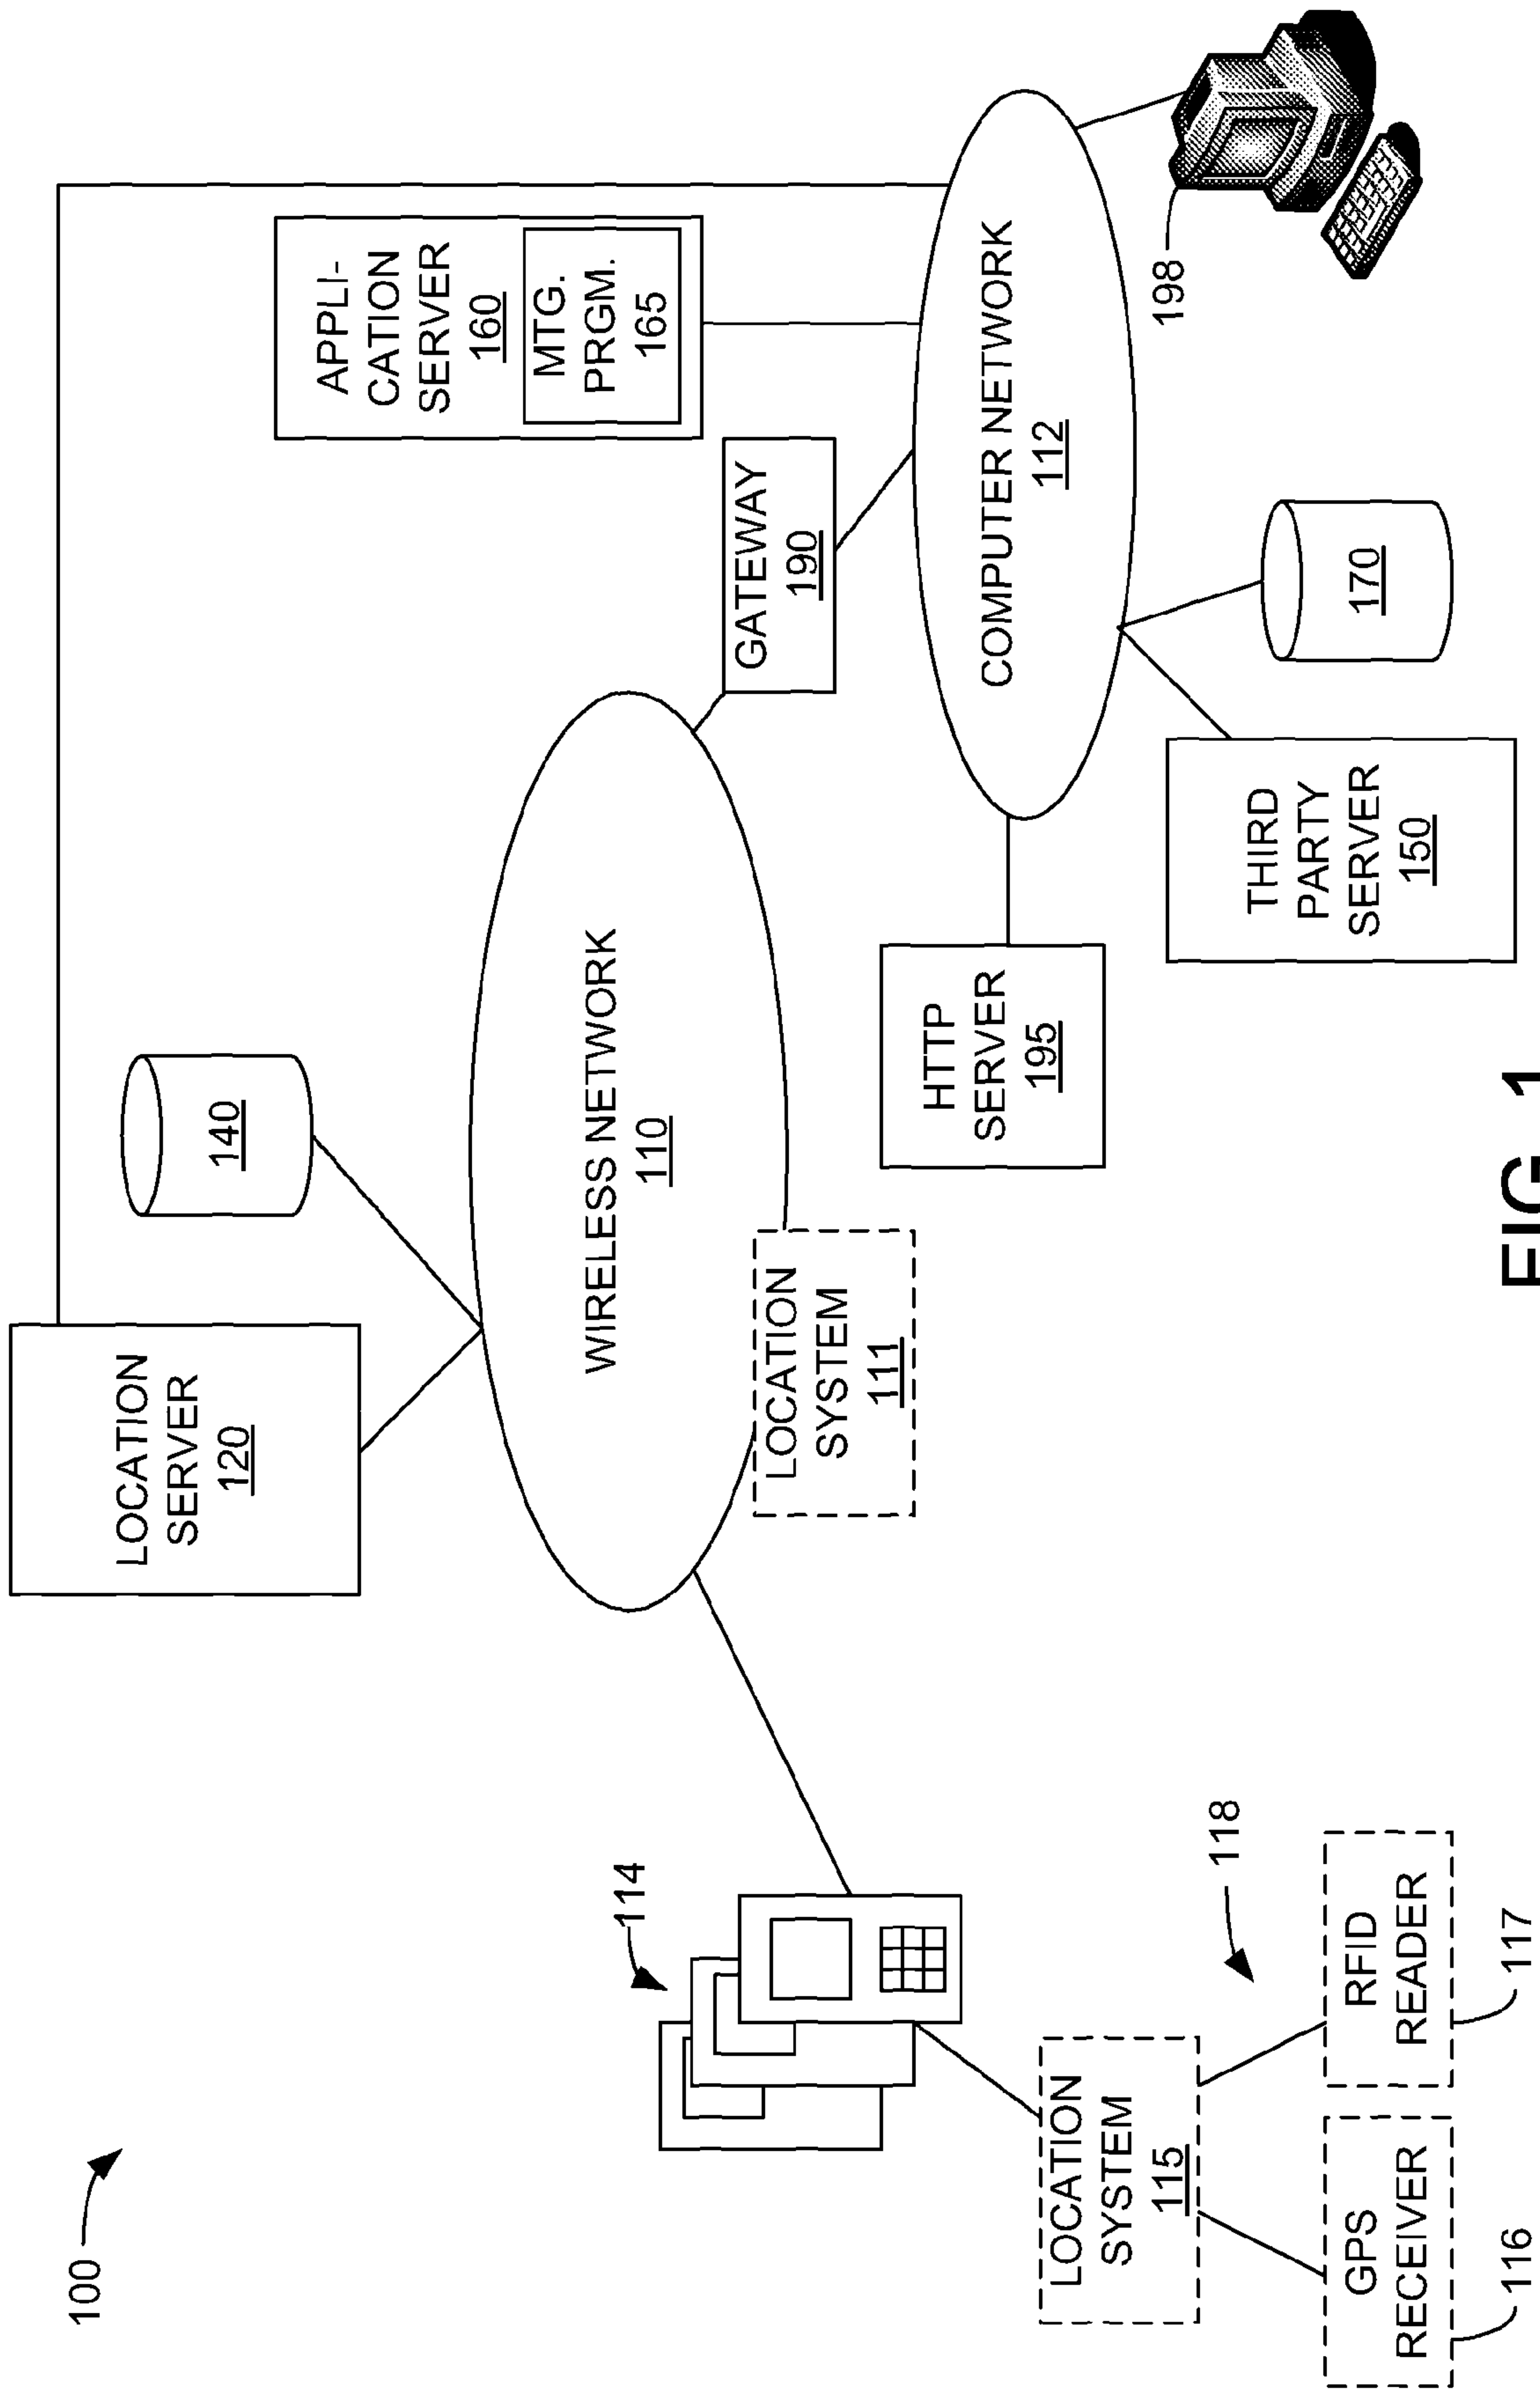 100
LOCATION
SERVER
120
140
APPLI-
CATION
SERVER
160
MTG.
PRGM.
165
WIRELESS NETWORK
110
GATEWAY
190
114
LOCATION
SYSTEM
111
HTTP
SERVER
195
COMPUTER NETWORK
112
198
LOCATION
SYSTEM
115
118
THIRD
PARTY
SERVER
150
170
GPS
RECEIVER
116
RFID
READER
117
FIG. 1